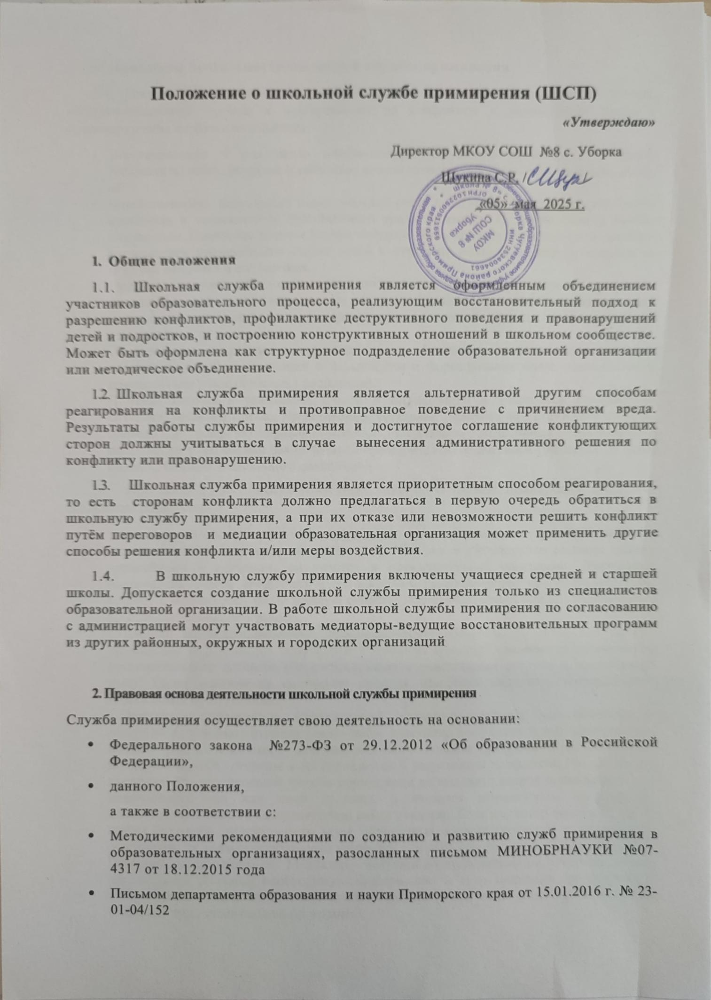 Положение о школьной службе примирения (ШСП)
«Утверждаю»
Директор МКОУ СОШ №8 с. Уборка
Щукина С.Р. /
«05» мая 2025 г.
МКОУ
СОШ № 8
с. Уборка
ИНН 2534004661
ОГРН 1022500511659
1. Общие положения
1.1. Школьная служба примирения является оформленным объединением
участников образовательного процесса, реализующим восстановительный подход к
разрешению конфликтов, профилактике деструктивного поведения и правонарушений
детей и подростков, и построению конструктивных отношений в школьном сообществе.
Может быть оформлена как структурное подразделение образовательной организации
или методическое объединение.
1.2. Школьная служба примирения является альтернативой другим способам
реагирования на конфликты и противоправное поведение с причинением вреда.
Результаты работы службы примирения и достигнутое соглашение конфликтующих
сторон должны учитываться в случае вынесения административного решения по
конфликту или правонарушению.
1.3. Школьная служба примирения является приоритетным способом реагирования,
то есть сторонам конфликта должно предлагаться в первую очередь обратиться в
школьную службу примирения, а при их отказе или невозможности решить конфликт
путём переговоров и медиации образовательная организация может применить другие
способы решения конфликта и/или меры воздействия.
1.4. В школьную службу примирения включены учащиеся средней и старшей
школы. Допускается создание школьной службы примирения только из специалистов
образовательной организации. В работе школьной службы примирения по согласованию
с администрацией могут участвовать медиаторы-ведущие восстановительных программ
из других районных, окружных и городских организаций
2. Правовая основа деятельности школьной службы примирения
Служба примирения осуществляет свою деятельность на основании:
• Федерального закона №273-ФЗ от 29.12.2012 «Об образовании в Российской
Федерации»,
• данного Положения,
а также в соответствии с:
• Методическими рекомендациями по созданию и развитию служб примирения в
образовательных организациях, разосланных письмом МИНОБРНАУКИ №07-
4317 от 18.12.2015 года
• Письмом департамента образования и науки Приморского края от 15.01.2016 г. № 23-
01-04/152